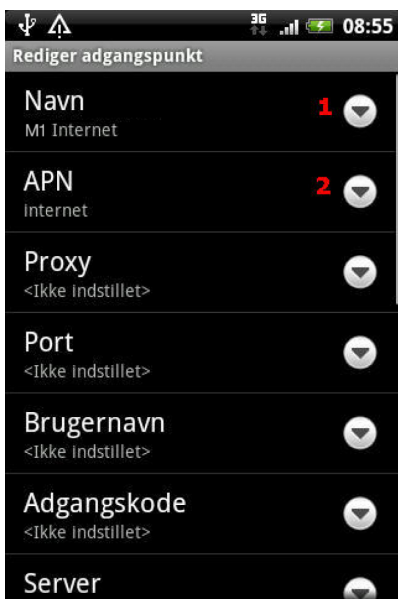 3G 08:55
Rediger adgangspunkt
Navn 1
M1 Internet
APN 2
internet
Proxy
<Ikke indstillet>
Port
<Ikke indstillet>
Brugernavn
<Ikke indstillet>
Adgangskode
<Ikke indstillet>
Server